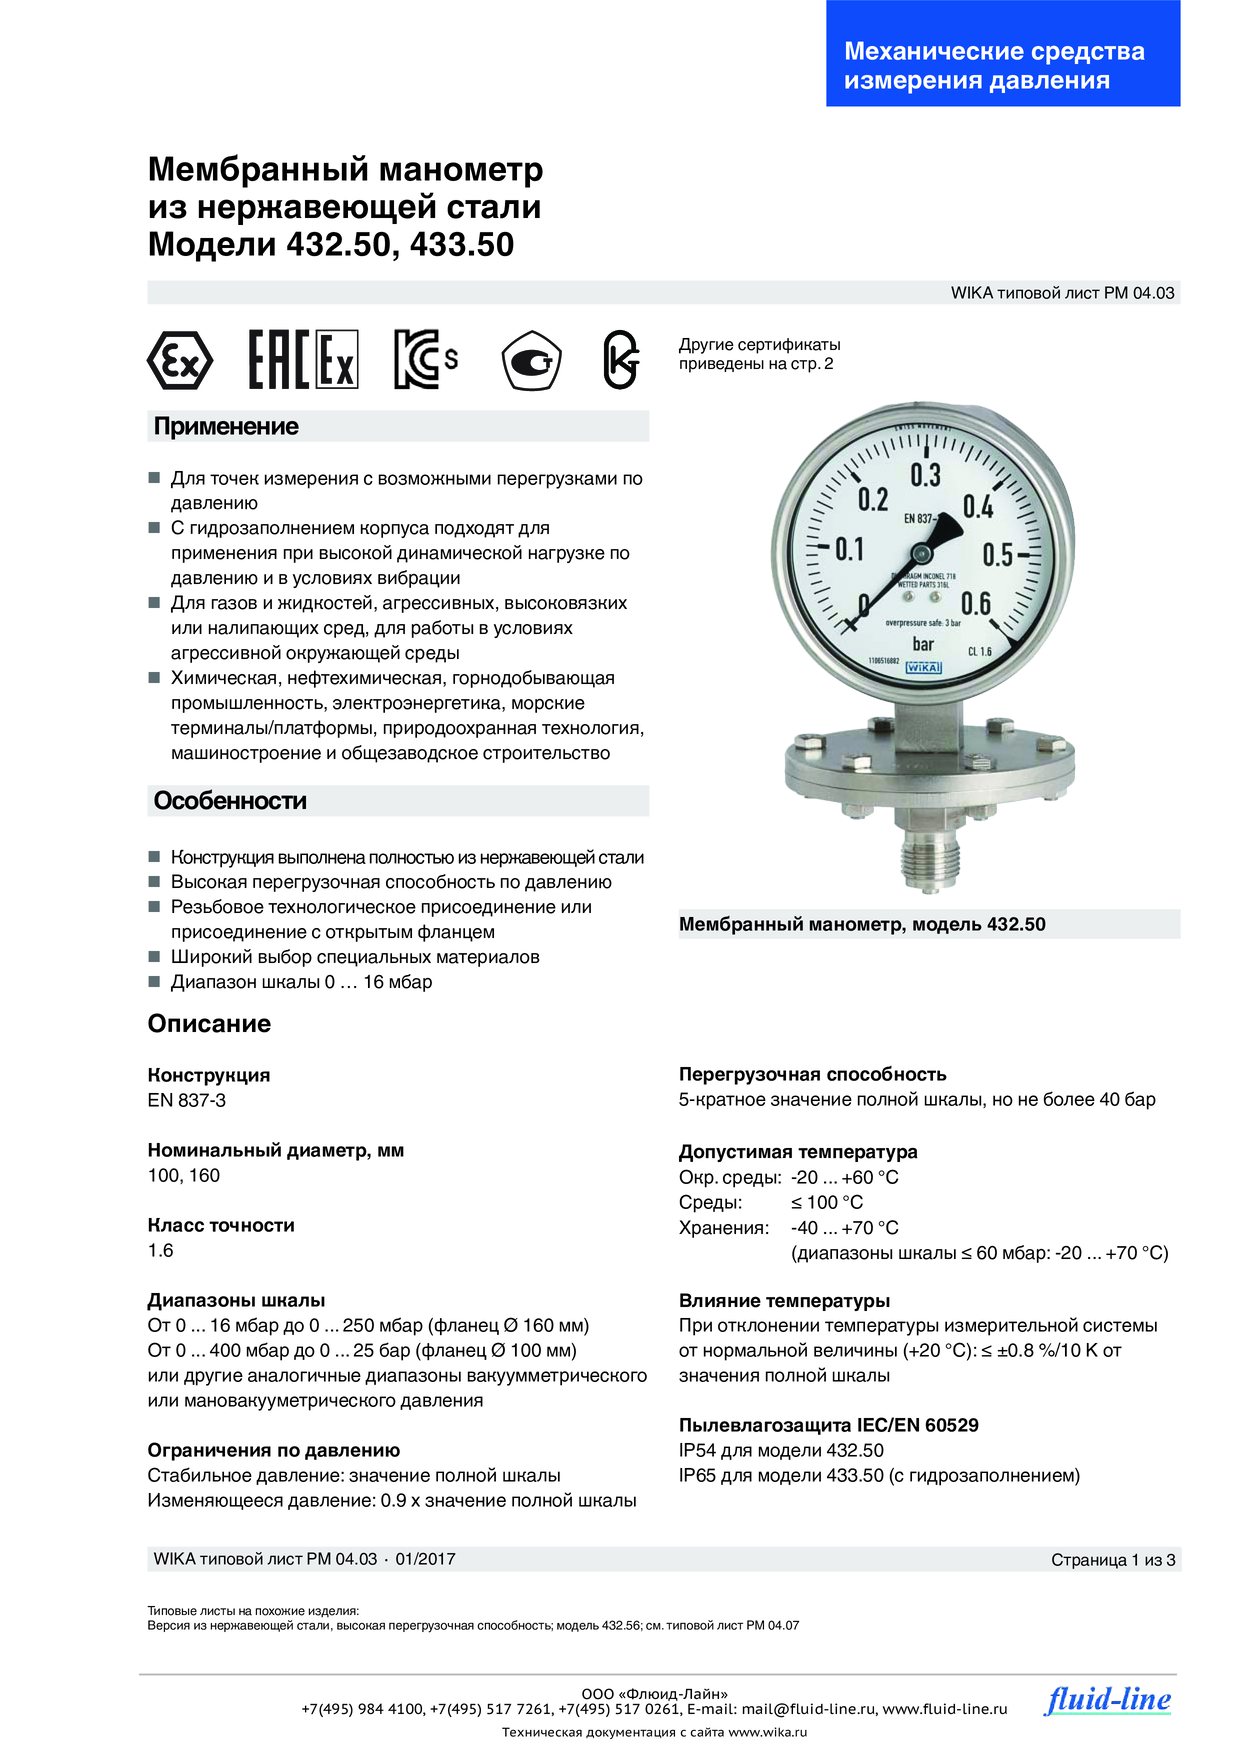 Механические средства
измерения давления
Мембранный манометр
из нержавеющей стали
Модели 432.50, 433.50
WIKA типовой лист PM 04.03
Ex
EAC Ex
S
Другие сертификаты
приведены на стр. 2
Применение
■ Для точек измерения с возможными перегрузками по
давлению
■ С гидрозаполнением корпуса подходят для
применения при высокой динамической нагрузке по
давлению и в условиях вибрации
■ Для газов и жидкостей, агрессивных, высоковязких
или налипающих сред, для работы в условиях
агрессивной окружающей среды
■ Химическая, нефтехимическая, горнодобывающая
промышленность, электроэнергетика, морские
терминалы/платформы, природоохранная технология,
машиностроение и общезаводское строительство
SWISS MOVEMENT
0.3
0.2
0.4
EN 837-
0.1
0.5
INCONEL 718
WETTED PARTS 316L
0
0.6
overpressure safe: 3 bar
bar
CL 1.6
WIKA
Особенности
■ Конструкция выполнена полностью из нержавеющей стали
■ Высокая перегрузочная способность по давлению
■ Резьбовое технологическое присоединение или
присоединение с открытым фланцем
■ Широкий выбор специальных материалов
■ Диапазон шкалы 0 … 16 мбар
Мембранный манометр, модель 432.50
Описание
Конструкция
EN 837-3
Номинальный диаметр, мм
100, 160
Класс точности
1.6
Диапазоны шкалы
От 0 ... 16 мбар до 0 ... 250 мбар (фланец Ø 160 мм)
От 0 ... 400 мбар до 0 ... 25 бар (фланец Ø 100 мм)
или другие аналогичные диапазоны вакуумметрического
или мановакууметрического давления
Ограничения по давлению
Стабильное давление: значение полной шкалы
Изменяющееся давление: 0.9 x значение полной шкалы
Перегрузочная способность
5-кратное значение полной шкалы, но не более 40 бар
Допустимая температура
Окр. среды: -20 ... +60 °C
Среды: ≤ 100 °C
Хранения: -40 ... +70 °C
(диапазоны шкалы ≤ 60 мбар: -20 ... +70 °C)
Влияние температуры
При отклонении температуры измерительной системы
от нормальной величины (+20 °C): ≤ ±0.8 %/10 K от
значения полной шкалы
Пылевлагозащита IEC/EN 60529
IP54 для модели 432.50
IP65 для модели 433.50 (с гидрозаполнением)
WIKA типовой лист PM 04.03 · 01/2017
Страница 1 из 3
Типовые листы на похожие изделия:
Версия из нержавеющей стали, высокая перегрузочная способность; модель 432.56; см. типовой лист PM 04.07
ООО «Флюид-Лайн»
+7(495) 984 4100, +7(495) 517 7261, +7(495) 517 0261, E-mail: mail@fluid-line.ru, www.fluid-line.ru
Техническая документация с сайта www.wika.ru
fluid-line